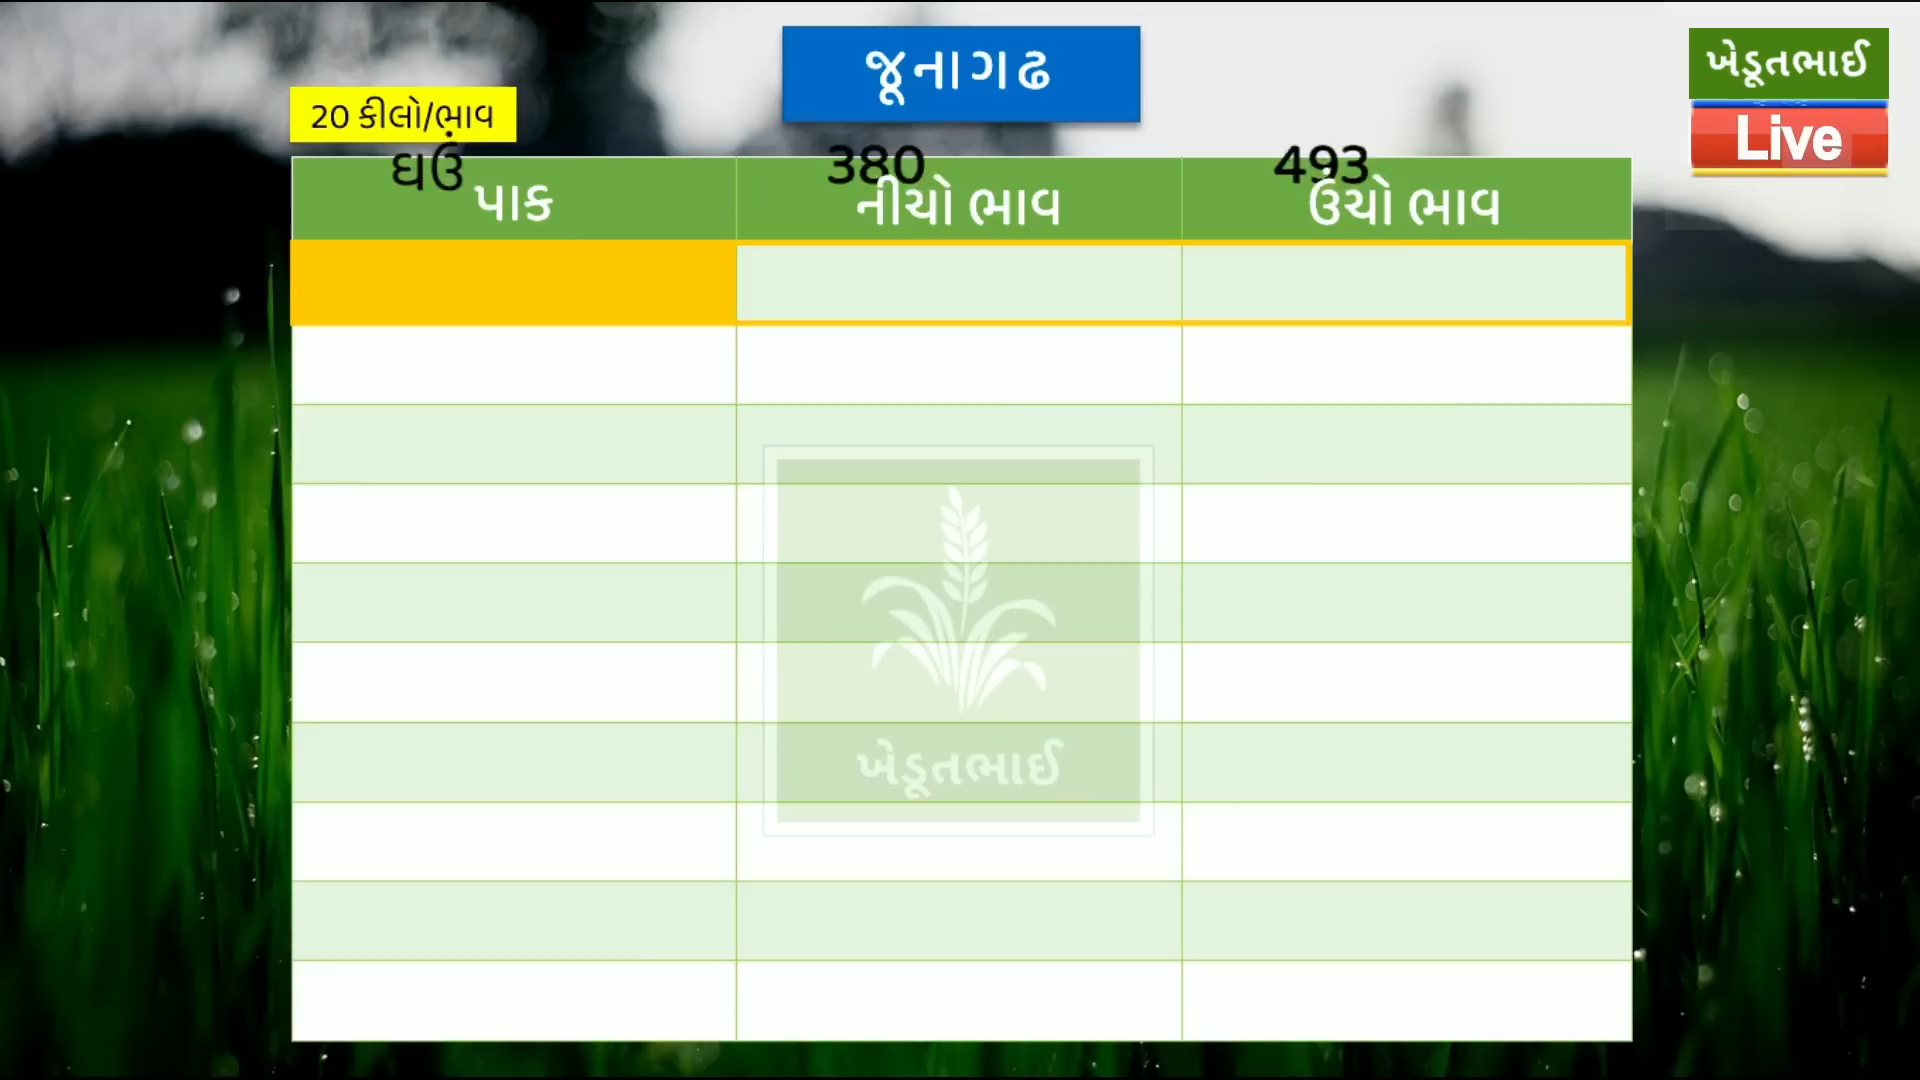 જૂનાગઢ
ખેડૂતભાઈ
Live
20 કીલો/ભાવ
ઘઉં 380 493
પાક નીચો ભાવ ઉંચો ભાવ
ખેડૂતભાઈ